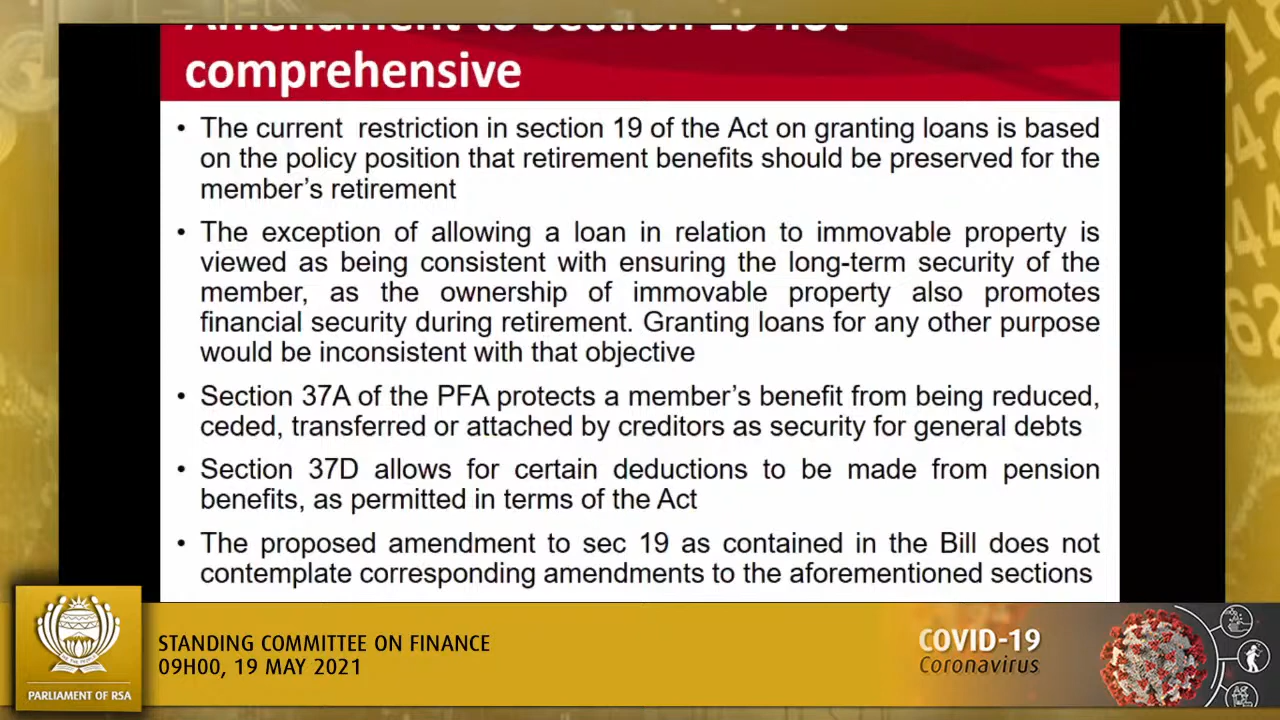 Amendment to Section 19 not
comprehensive
• The current restriction in section 19 of the Act on granting loans is based
on the policy position that retirement benefits should be preserved for the
member's retirement
• The exception of allowing a loan in relation to immovable property is
viewed as being consistent with ensuring the long-term security of the
member, as the ownership of immovable property also promotes
financial security during retirement. Granting loans for any other purpose
would be inconsistent with that objective
• Section 37A of the PFA protects a member's benefit from being reduced,
ceded, transferred or attached by creditors as security for general debts
• Section 37D allows for certain deductions to be made from pension
benefits, as permitted in terms of the Act
• The proposed amendment to sec 19 as contained in the Bill does not
contemplate corresponding amendments to the aforementioned sections
STANDING COMMITTEE ON FINANCE
09H00, 19 MAY 2021
PARLIAMENT OF RSA
COVID-19
Coronavirus